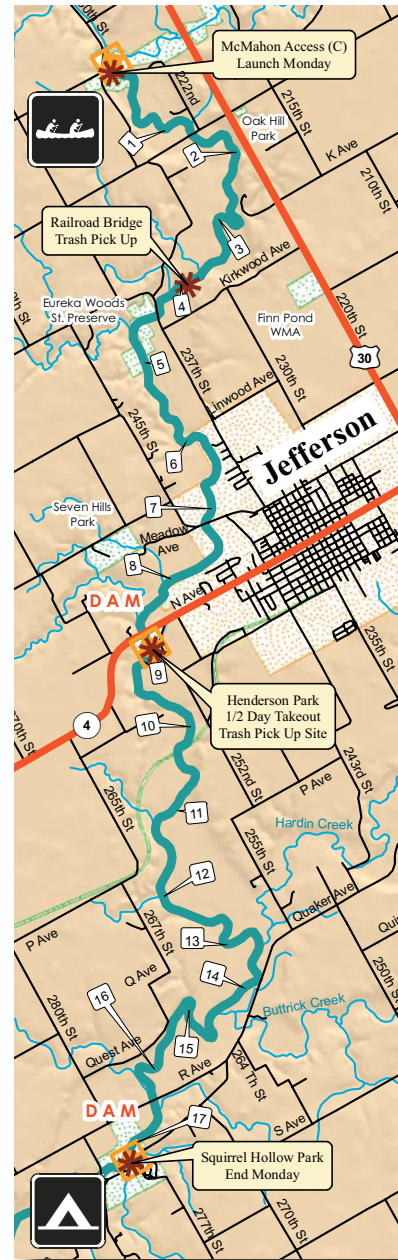 McMahon Access (C)
Launch Monday
00th St
222nd
1
2
Oak Hill
Park
215th St
K Ave
210th St
Railroad Bridge
Trash Pick Up
3
4
Kirkwood Ave
Eureka Woods
St. Preserve
Finn Pond
WMA
220th St
30
5
237th St
230th St
Linwood Ave
245th St
6
Jefferson
7
Seven Hills
Park
Meadow
Ave
8
DAM
N Ave
9
235th St
Henderson Park
1/2 Day Takeout
Trash Pick Up Site
4
270th St
10
252nd St
243rd St
P Ave
265th St
11
255th St
Hardin Creek
12
Quaker Ave
P Ave
267th St
13
Q Ave
14
250th St
280th St
16
Buttrick Creek
15
Quest Ave
R Ave
264 Th St
DAM
17
S Ave
Squirrel Hollow Park
End Monday
277th St
270th St